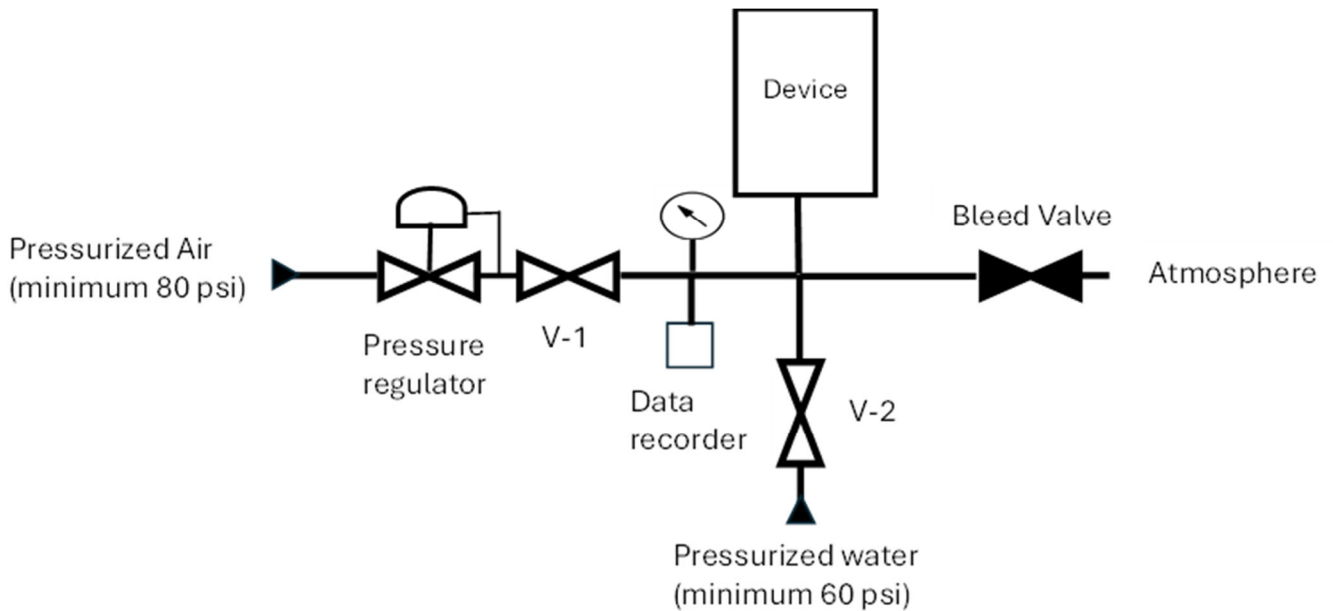 Device
Bleed Valve
Pressurized Air
(minimum 80 psi)
Atmosphere
V-1
Pressure
regulator
Data
recorder
V-2
Pressurized water
(minimum 60 psi)